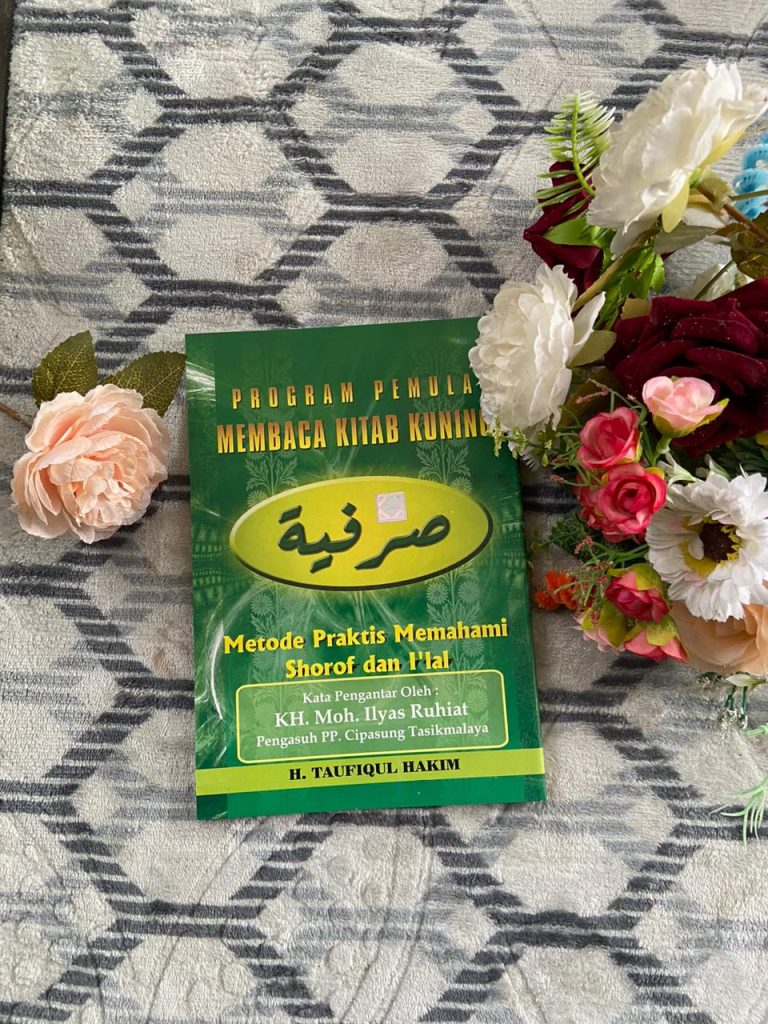 PROGRAM PEMULA
MEMBACA KITAB KUNING
صرفية
Metode Praktis Memahami
Shorof dan I'lal
Kata Pengantar Oleh :
KH. Moh. Ilyas Ruhiat
Pengasuh PP. Cipasung Tasikmalaya
H. TAUFIQUL HAKIM